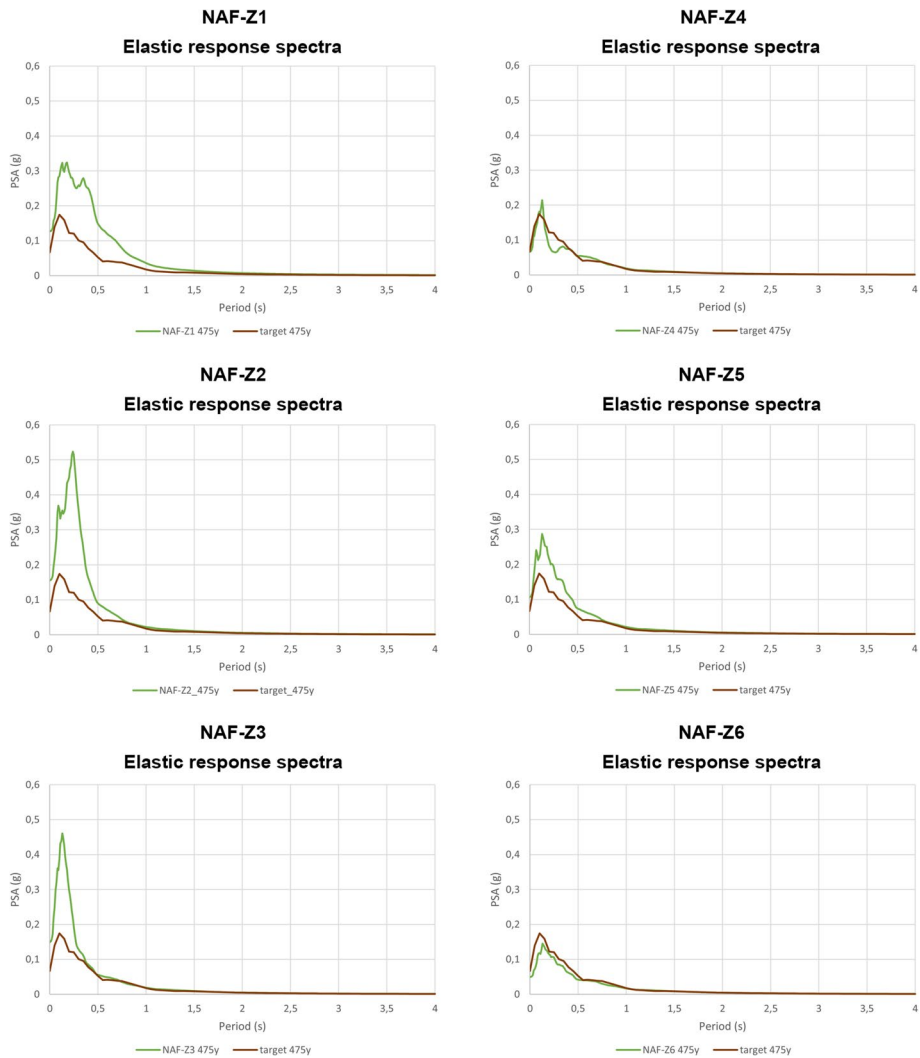 NAF-Z1
Elastic response spectra
0,6
0,5
0,4
0,3
0,2
0,1
0
PSA (g)
0 0,5 1 1,5 2 2,5 3 3,5 4
Period (s)
NAF-Z1 475y target 475y
NAF-Z4
Elastic response spectra
0,6
0,5
0,4
0,3
0,2
0,1
0
PSA (g)
0 0,5 1 1,5 2 2,5 3 3,5 4
Period (s)
NAF-Z4 475y target 475y
NAF-Z2
Elastic response spectra
0,6
0,5
0,4
0,3
0,2
0,1
0
PSA (g)
0 0,5 1 1,5 2 2,5 3 3,5 4
Period (s)
NAF-Z2_475y target_475y
NAF-Z5
Elastic response spectra
0,6
0,5
0,4
0,3
0,2
0,1
0
PSA (g)
0 0,5 1 1,5 2 2,5 3 3,5 4
Period (s)
NAF-Z5 475y target 475y
NAF-Z3
Elastic response spectra
0,6
0,5
0,4
0,3
0,2
0,1
0
PSA (g)
0 0,5 1 1,5 2 2,5 3 3,5 4
Period (s)
NAF-Z3 475y target 475y
NAF-Z6
Elastic response spectra
0,6
0,5
0,4
0,3
0,2
0,1
0
PSA (g)
0 0,5 1 1,5 2 2,5 3 3,5 4
Period (s)
NAF-Z6 475y target 475y